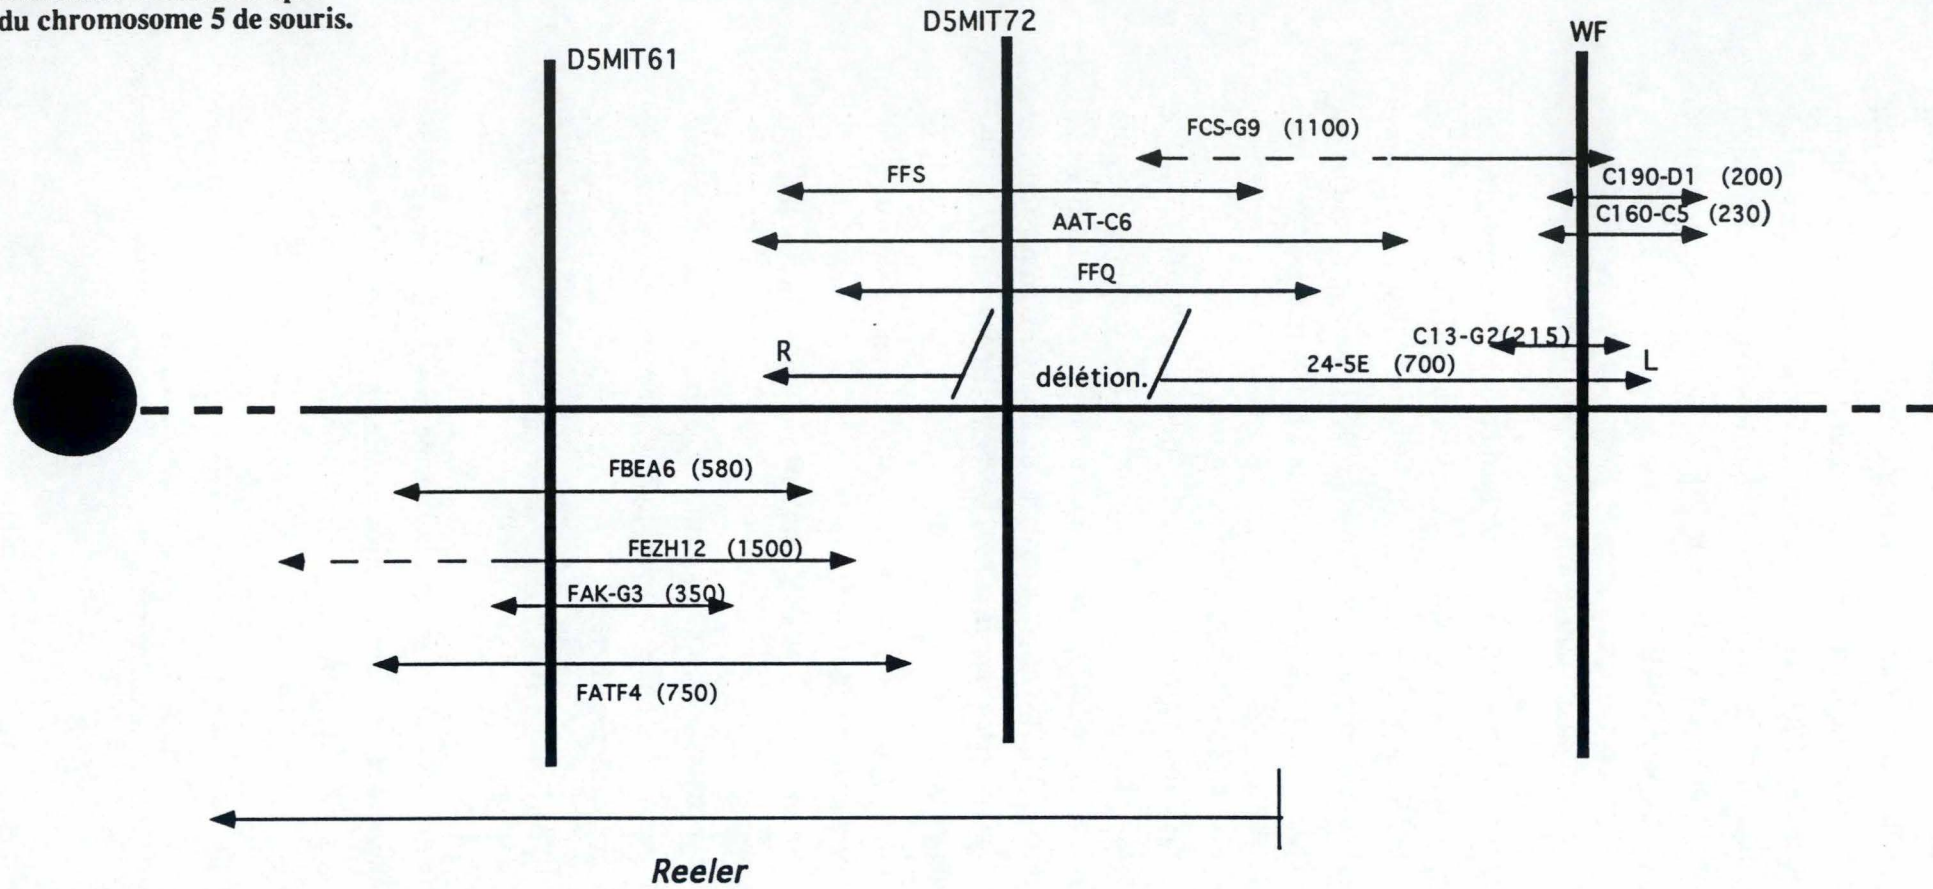 du chromosome 5 de souris.
D5MIT61
D5MIT72
WF
FCS-G9 (1100)
FFS
C190-D1 (200)
AAT-C6
C160-C5 (230)
FFQ
C13-G2(215)
R
24-5E (700)
L
délétion.
FBEA6 (580)
FEZH12 (1500)
FAK-G3 (350)
FATF4 (750)
Reeler